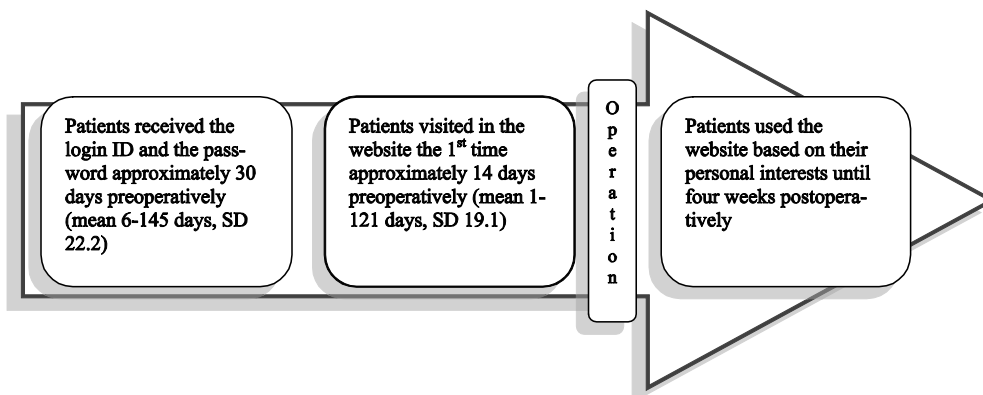 Patients received the
login ID and the pass-
word approximately 30
days preoperatively
(mean 6-145 days, SD
22.2)
Patients visited in the
website the 1st time
approximately 14 days
preoperatively (mean 1-
121 days, SD 19.1)
Operation
Patients used the
website based on their
personal interests until
four weeks postopera-
tively